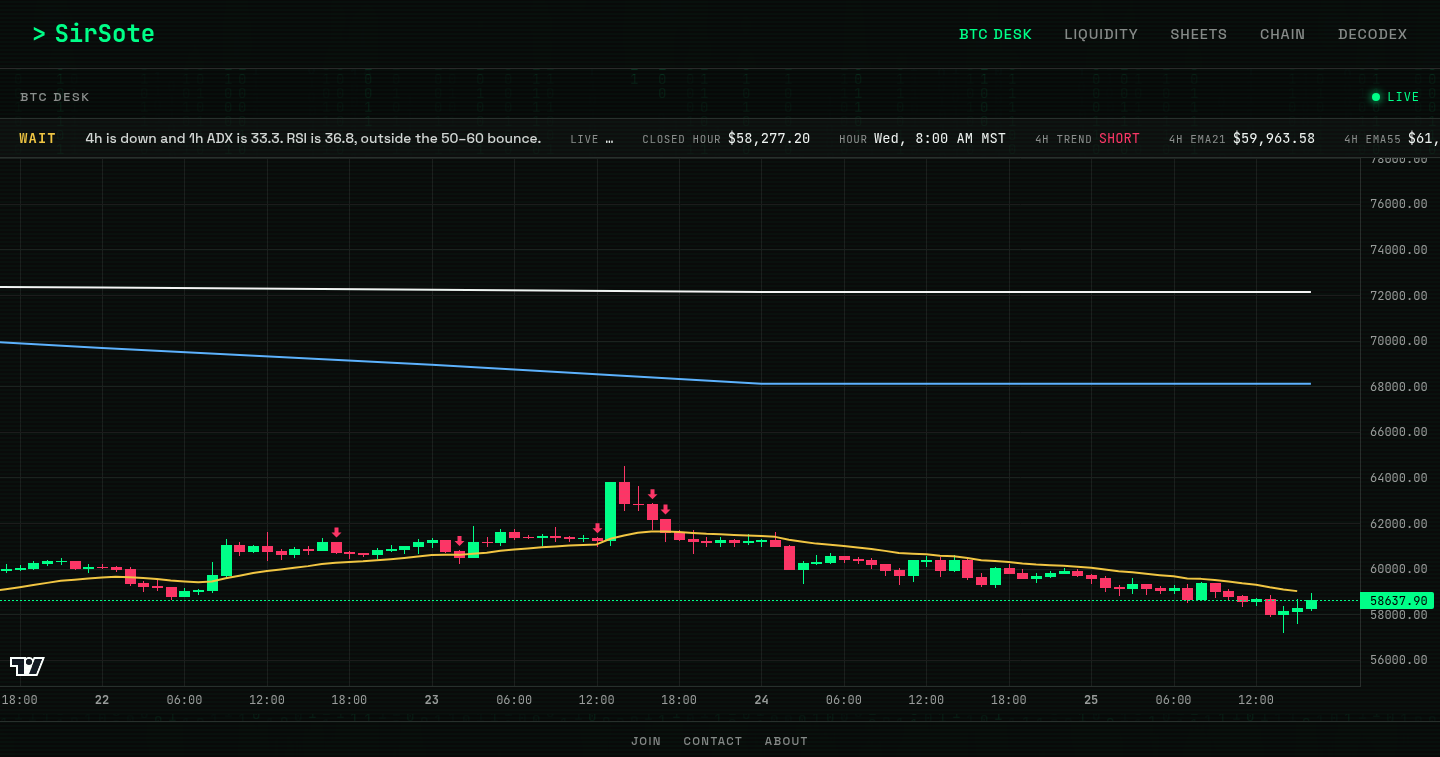 > SirSote
BTC DESK LIQUIDITY SHEETS CHAIN DECODEX
BTC DESK
LIVE
WAIT 4h is down and 1h ADX is 33.3. RSI is 36.8, outside the 50–60 bounce. LIVE … CLOSED HOUR $58,277.20 HOUR Wed, 8:00 AM MST 4H TREND SHORT 4H EMA21 $59,963.58 4H EMA55 $61,
78000.00
76000.00
74000.00
72000.00
70000.00
68000.00
66000.00
64000.00
62000.00
60000.00
58637.90
58000.00
56000.00
18:00 22 06:00 12:00 18:00 23 06:00 12:00 18:00 24 06:00 12:00 18:00 25 06:00 12:00
JOIN CONTACT ABOUT